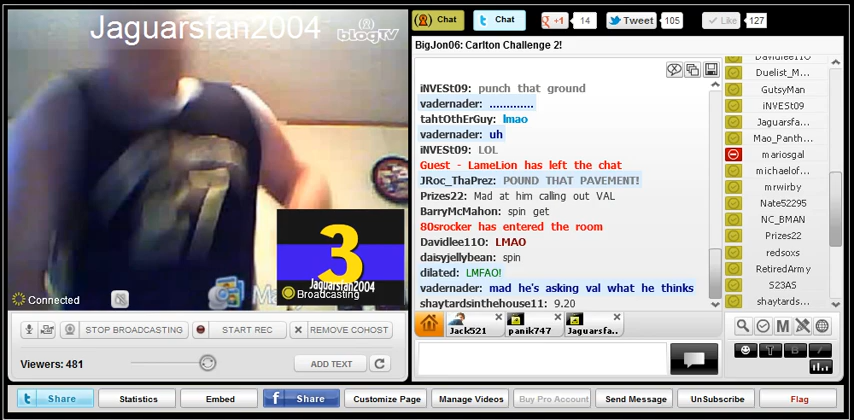 Jaguarsfan2004
blogTV
3
Jaguarsfan2004
Connected
Broadcasting
STOP BROADCASTING
START REC
REMOVE COHOST
Viewers: 481
ADD TEXT
Chat
Chat
+1
14
Tweet
105
Like
127
BigJon06: Carlton Challenge 2!
iNVESt09: punch that ground
vadernader: .............
tahtOthErGuy: lmao
vadernader: uh
iNVESt09: LOL
Guest - LameLion has left the chat
JRoc_ThaPrez: POUND THAT PAVEMENT!
Prizes22: Mad at him calling out VAL
BarryMcMahon: spin get
80srocker has entered the room
Davidlee11O: LMAO
daisyjellybean: spin
dilated: LMFAO!
vadernader: mad he's asking val what he thinks
shaytardsinthehouse11: 9.20
Davidlee11O
Duelist_M...
GutsyMan
iNVESt09
Jaguarsfa...
Mao_Panth...
mariosgal
michaelof...
mrwirby
Nate52295
NC_BMAN
Prizes22
redsoxs
RetiredArmy
S23AS
shaytards...
Jack521
panik747
Jaguarsfa..
M
T
B
I
Share
Statistics
Embed
f Share
Customize Page
Manage Videos
Buy Pro Account
Send Message
UnSubscribe
Flag